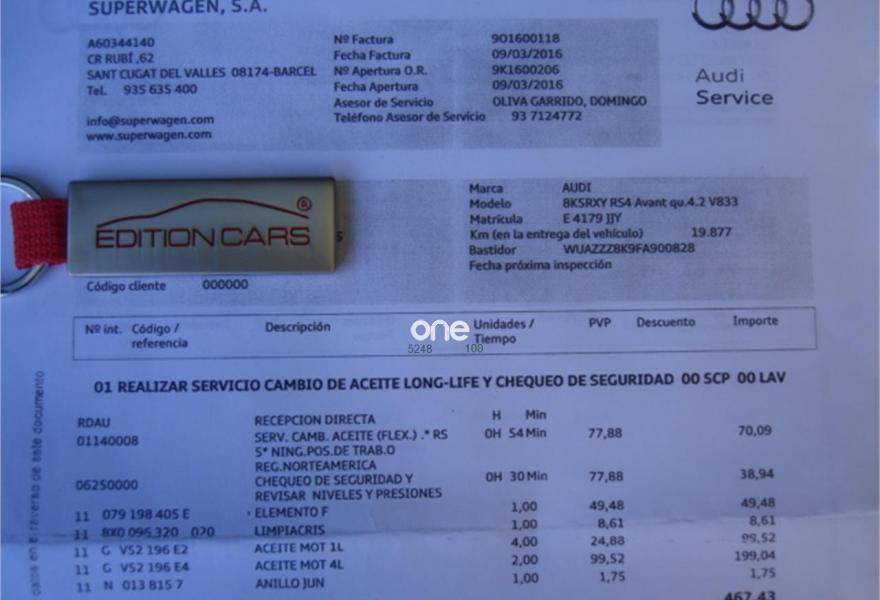 SUPERWAGEN, S.A.
A60344140
CR RUBÍ ,62
SANT CUGAT DEL VALLES 08174-BARCEL
Tel. 935 635 400
info@superwagen.com
www.superwagen.com
Nº Factura 901600118
Fecha Factura 09/03/2016
Nº Apertura O.R. 9K1600206
Fecha Apertura 09/03/2016
Asesor de Servicio OLIVA GARRIDO, DOMINGO
Teléfono Asesor de Servicio 93 7124772
Audi
Service
EDITION CARS
Marca AUDI
Modelo 8K5RXY RS4 Avant qu.4.2 V833
Matrícula E 4179 JJY
Km (en la entrega del vehículo) 19.877
Bastidor WUAZZZ8K9FA900828
Fecha próxima inspección
Código cliente 000000
Nº int. Código / referencia Descripción Unidades / Tiempo PVP Descuento Importe
one
5248 100
01 REALIZAR SERVICIO CAMBIO DE ACEITE LONG-LIFE Y CHEQUEO DE SEGURIDAD 00 SCP 00 LAV
RDAU RECEPCION DIRECTA H Min
01140008 SERV. CAMB. ACEITE (FLEX.) .* RS 0H 54 Min 77,88 70,09
5* NING.POS.DE TRAB.O
REG.NORTEAMERICA
06250000 CHEQUEO DE SEGURIDAD Y 0H 30 Min 77,88 38,94
REVISAR NIVELES Y PRESIONES
11 079 198 405 E ELEMENTO F 1,00 49,48 49,48
11 8X0 096 320 020 LIMPIACRIS 1,00 8,61 8,61
11 G V52 196 E2 ACEITE MOT 1L 4,00 24,88 99,52
11 G V52 196 E4 ACEITE MOT 4L 2,00 99,52 199,04
11 N 013 815 7 ANILLO JUN 1,00 1,75 1,75
467,43
datos en el reverso de este documento